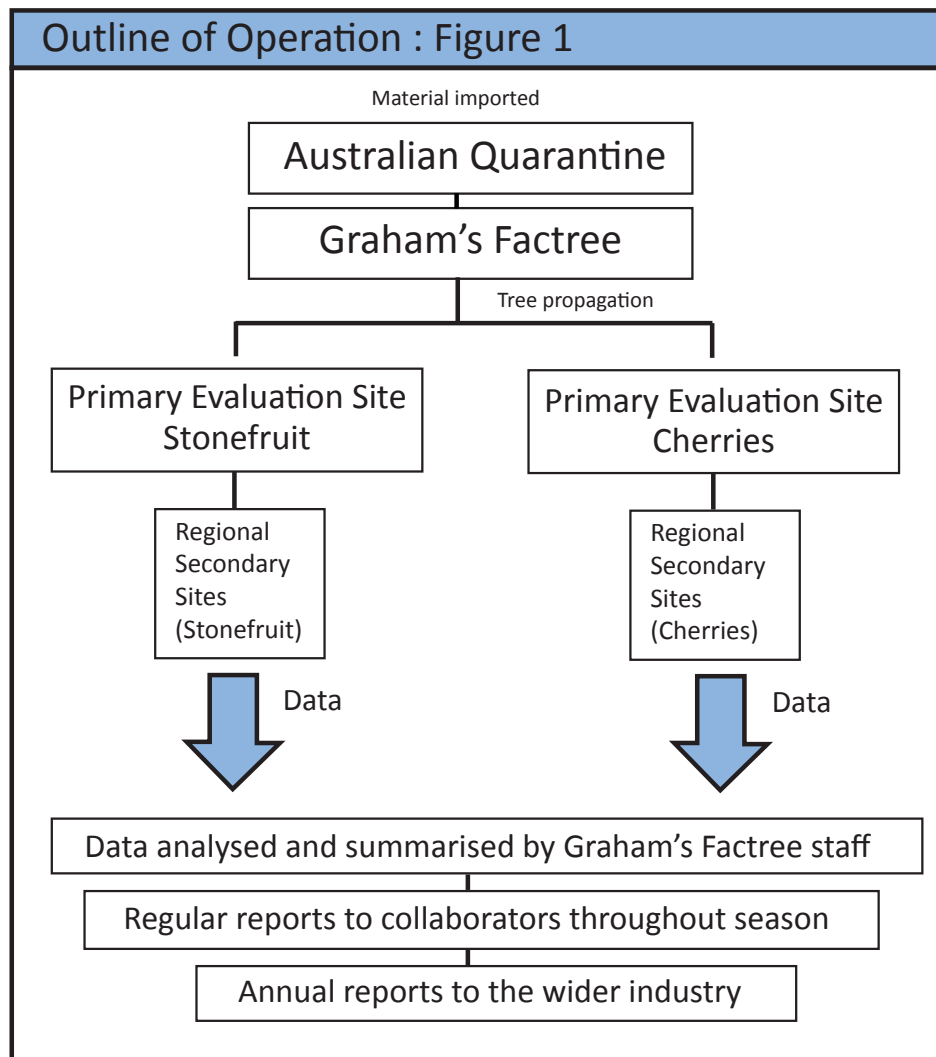 Outline of Operation : Figure 1
Material imported
Australian Quarantine
Graham’s Factree
Tree propagation
Primary Evaluation Site
Stonefruit
Primary Evaluation Site
Cherries
Regional
Secondary
Sites
(Stonefruit)
Regional
Secondary
Sites
(Cherries)
Data
Data
Data analysed and summarised by Graham’s Factree staff
Regular reports to collaborators throughout season
Annual reports to the wider industry